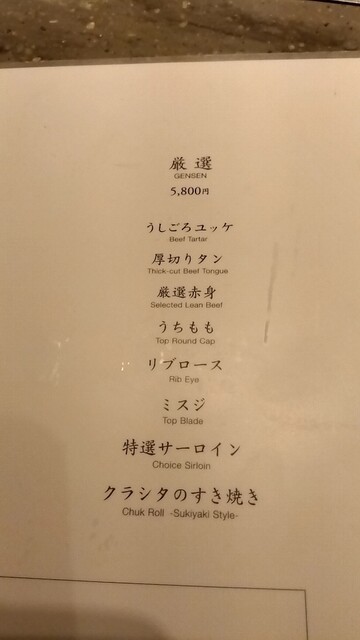 厳選
GENSEN
5,800円
うしごろユッケ
Beef Tartar
厚切りタン
Thick-cut Beef Tongue
厳選赤身
Selected Lean Beef
うちもも
Top Round Cap
リブロース
Rib Eye
ミスジ
Top Blade
特選サーロイン
Choice Sirloin
クラシタのすき焼き
Chuk Roll -Sukiyaki Style-